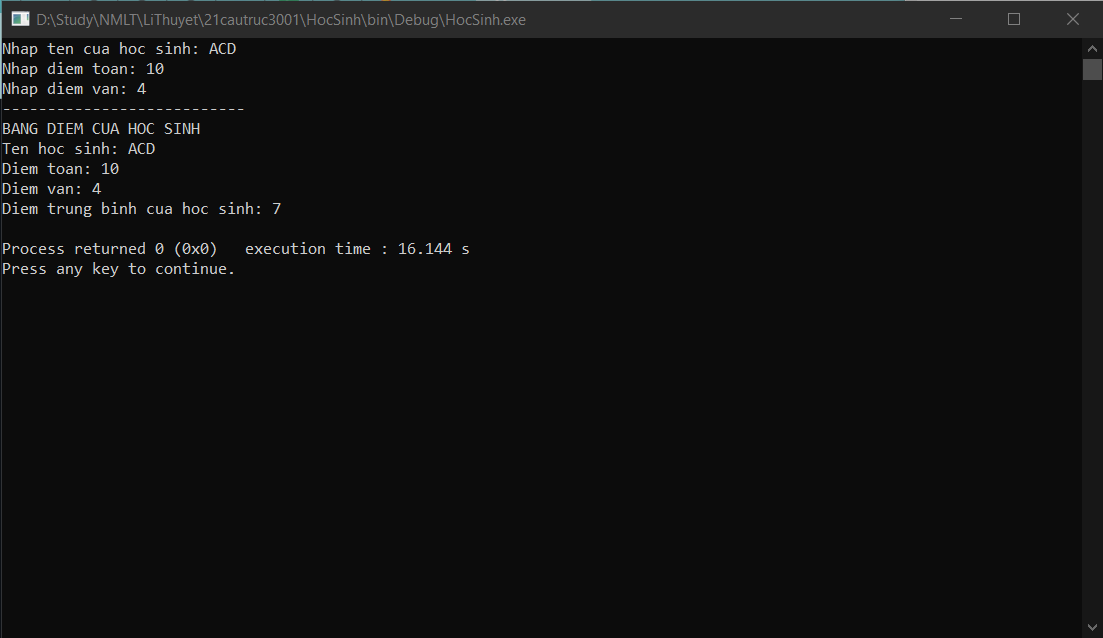 D:\Study\NMLT\LiThuyet\21cautruc3001\HocSinh\bin\Debug\HocSinh.exe
Nhap ten cua hoc sinh: ACD
Nhap diem toan: 10
Nhap diem van: 4
---------------------------
BANG DIEM CUA HOC SINH
Ten hoc sinh: ACD
Diem toan: 10
Diem van: 4
Diem trung binh cua hoc sinh: 7
Process returned 0 (0x0)   execution time : 16.144 s
Press any key to continue.